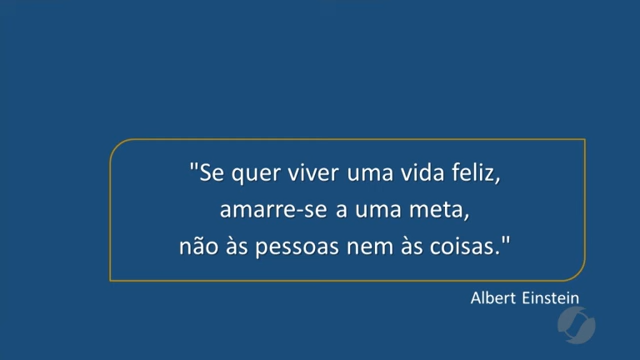 "Se quer viver uma vida feliz,
amarre-se a uma meta,
não às pessoas nem às coisas."
Albert Einstein